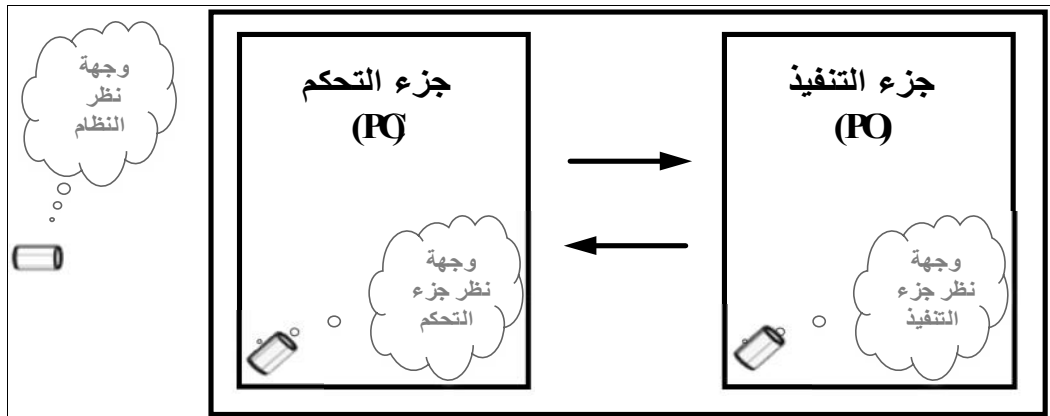 جزء التنفيذ
(PO)
وجهة
نظر جزء
التنفيذ
جزء التحكم
(PC)
وجهة
نظر جزء
التحكم
وجهة
نظر
النظام